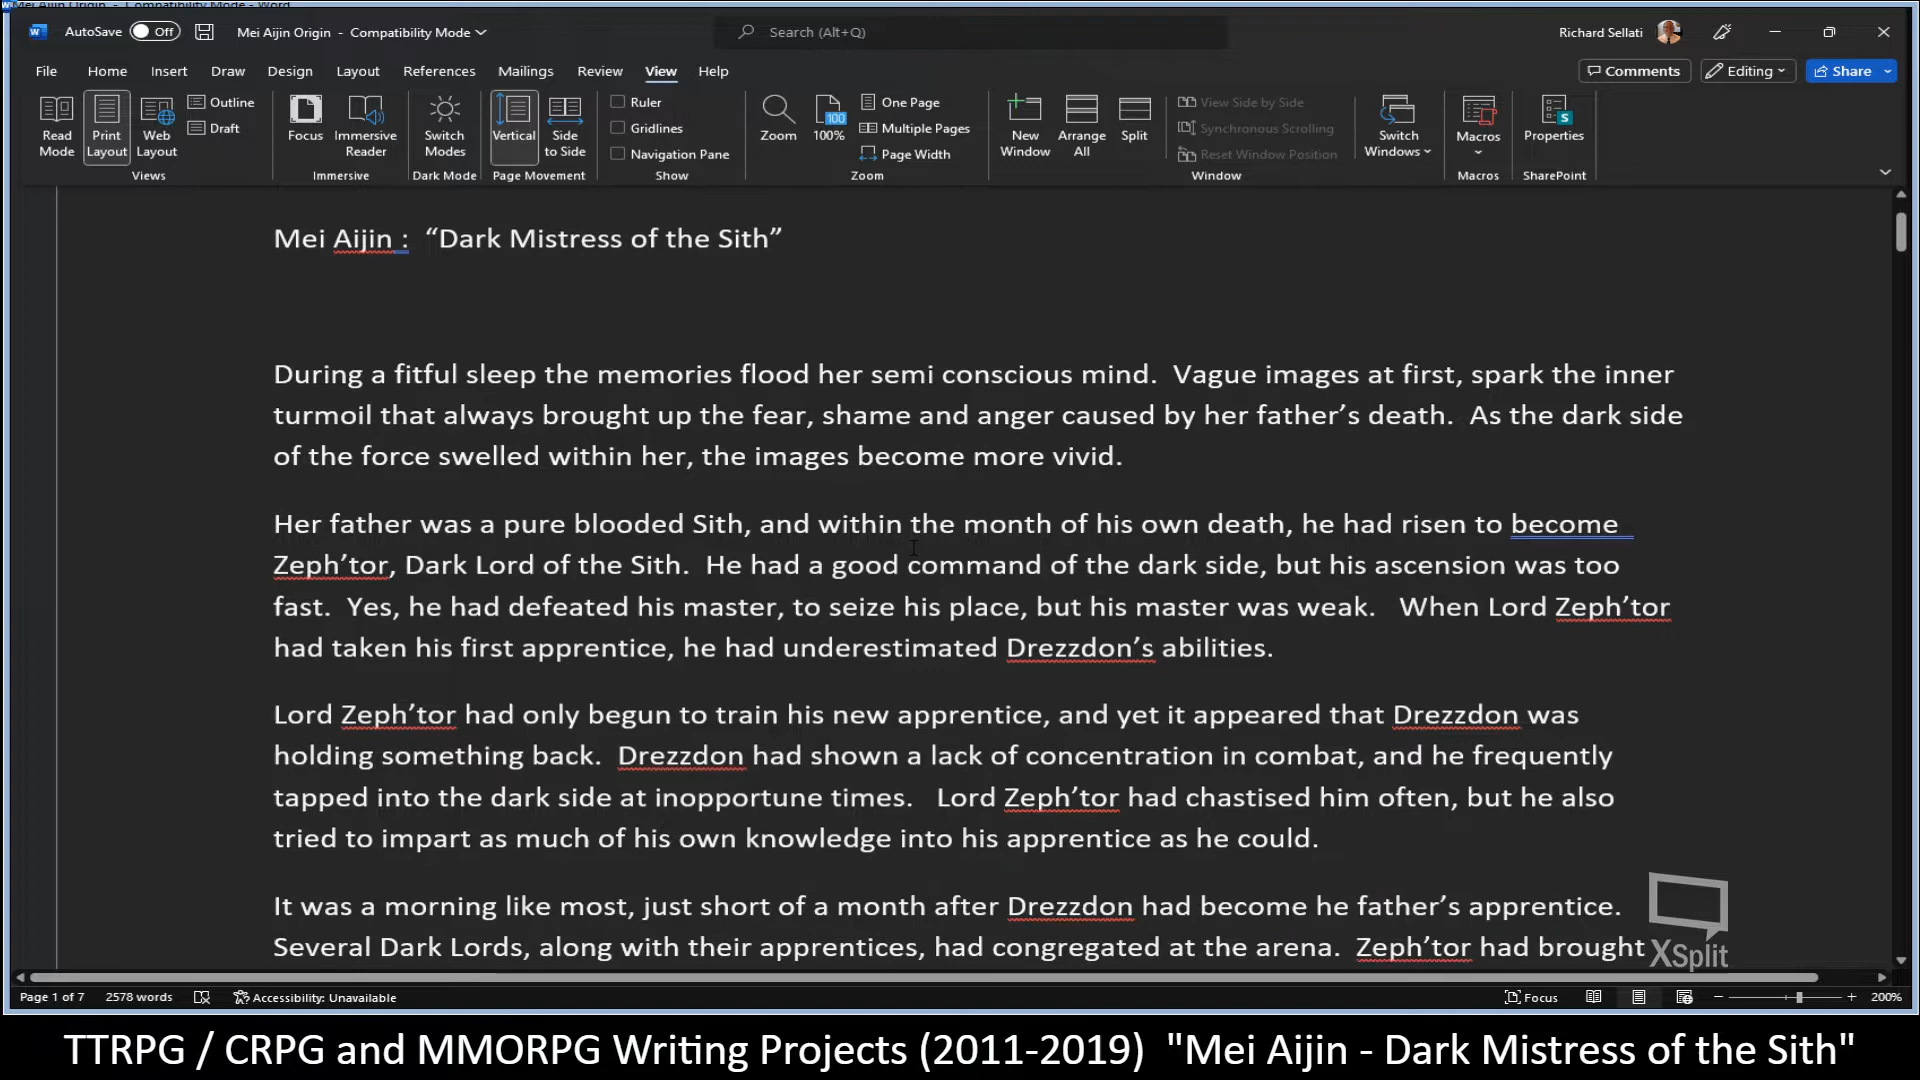 AutoSave Off Mei Aijin Origin - Compatibility Mode Search (Alt+Q) Richard Sellati
File Home Insert Draw Design Layout References Mailings Review View Help Comments Editing Share
Read Mode Print Layout Web Layout Outline Draft Focus Immersive Reader Switch Modes Vertical Side to Side Ruler Gridlines Navigation Pane Zoom 100% One Page Multiple Pages Page Width New Window Arrange All Split View Side by Side Synchronous Scrolling Reset Window Position Switch Windows Macros Properties
Views Immersive Dark Mode Page Movement Show Zoom Window Macros SharePoint
Mei Aijin :  “Dark Mistress of the Sith”
During a fitful sleep the memories flood her semi conscious mind.  Vague images at first, spark the inner
turmoil that always brought up the fear, shame and anger caused by her father’s death.  As the dark side
of the force swelled within her, the images become more vivid.
Her father was a pure blooded Sith, and within the month of his own death, he had risen to become
Zeph’tor, Dark Lord of the Sith.  He had a good command of the dark side, but his ascension was too
fast.  Yes, he had defeated his master, to seize his place, but his master was weak.   When Lord Zeph’tor
had taken his first apprentice, he had underestimated Drezzdon’s abilities.
Lord Zeph’tor had only begun to train his new apprentice, and yet it appeared that Drezzdon was
holding something back.  Drezzdon had shown a lack of concentration in combat, and he frequently
tapped into the dark side at inopportune times.   Lord Zeph’tor had chastised him often, but he also
tried to impart as much of his own knowledge into his apprentice as he could.
It was a morning like most, just short of a month after Drezzdon had become he father’s apprentice.
Several Dark Lords, along with their apprentices, had congregated at the arena.  Zeph’tor had brought
XSplit
Page 1 of 7 2578 words Accessibility: Unavailable Focus 200%
TTRPG / CRPG and MMORPG Writing Projects (2011-2019)  "Mei Aijin - Dark Mistress of the Sith"